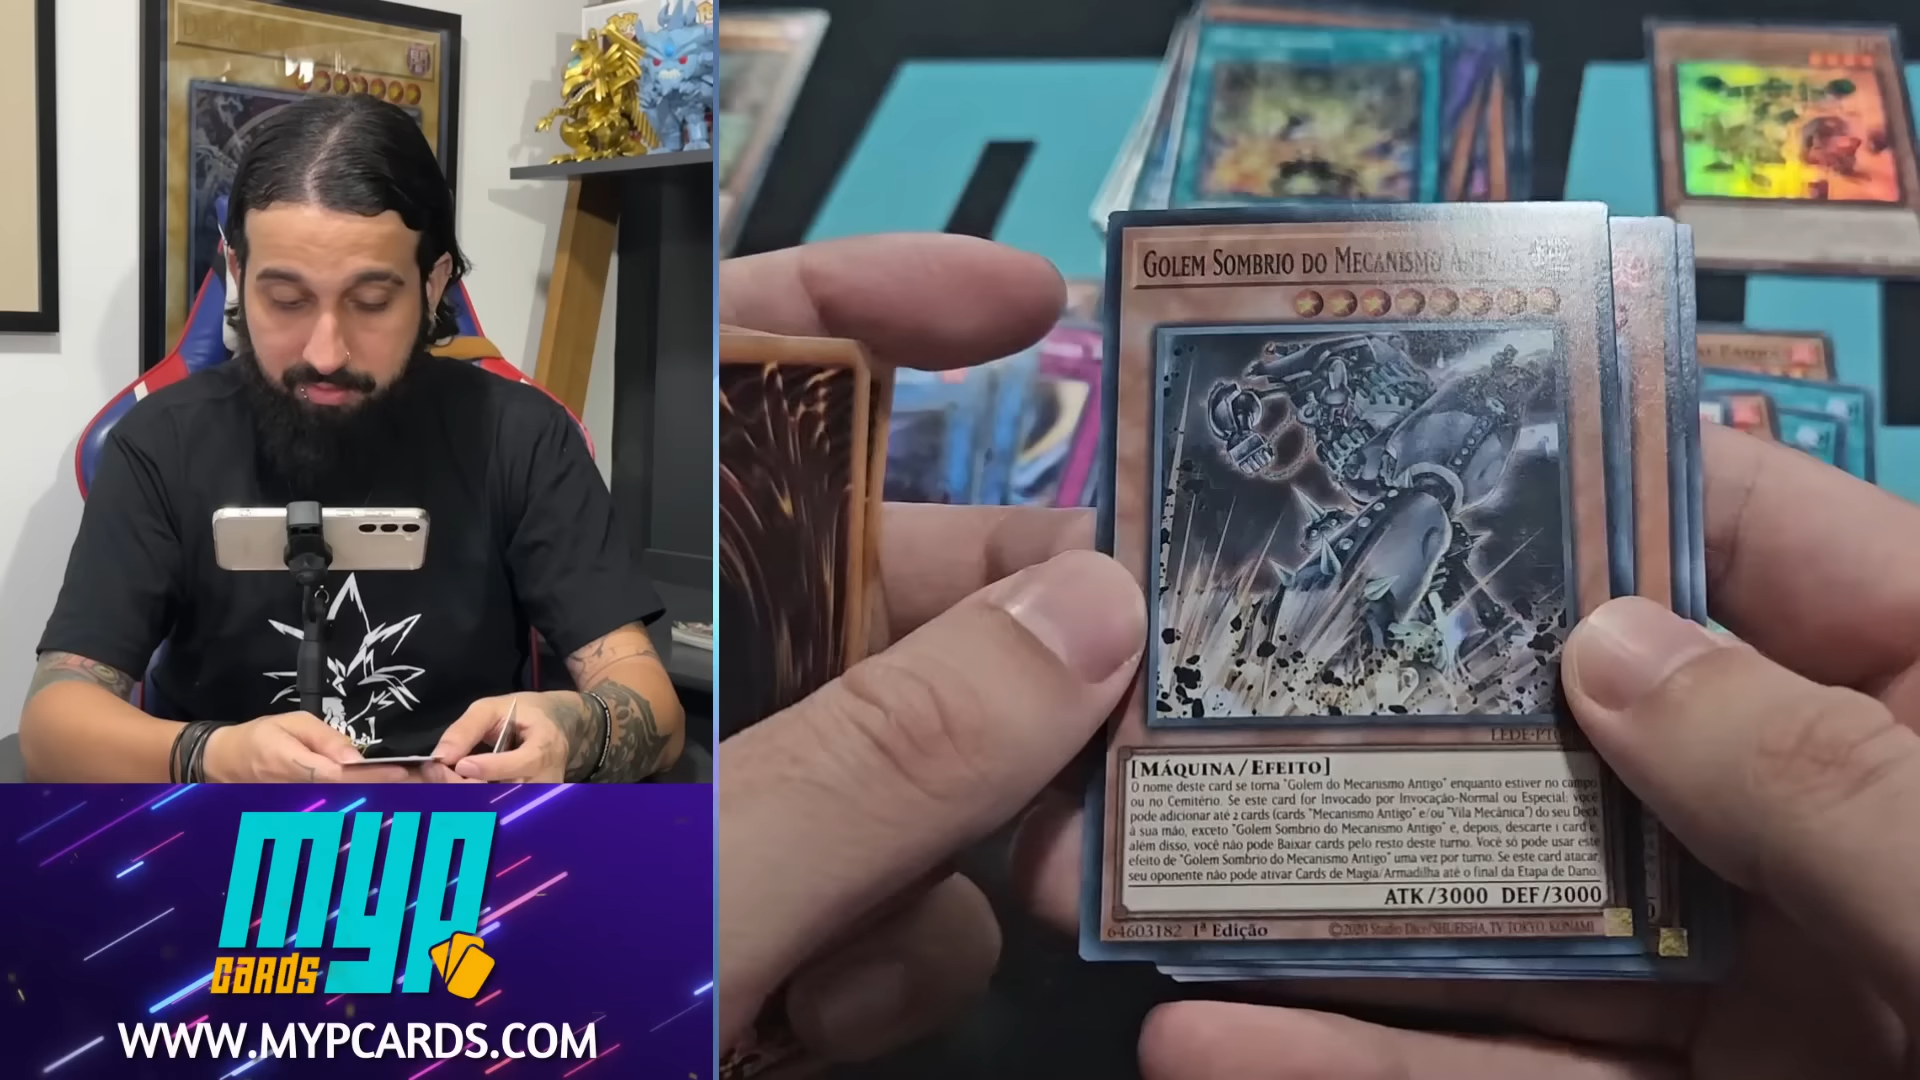 MYP
CARDS
WWW.MYPCARDS.COM
GOLEM SOMBRIO DO MECANISMO
LEDE-PT
[MÁQUINA/EFEITO]
O nome deste card se torna "Golem do Mecanismo Antigo" enquanto estiver no campo
ou no Cemitério. Se este card for Invocado por Invocação-Normal ou Especial: você
pode adicionar até 2 cards (cards "Mecanismo Antigo" e/ou "Vila Mecânica") do seu Deck
à sua mão, exceto "Golem Sombrio do Mecanismo Antigo" e, depois, descarte 1 card e,
além disso, você não pode Baixar cards pelo resto deste turno. Você só pode usar este
efeito de "Golem Sombrio do Mecanismo Antigo" uma vez por turno. Se este card atacar,
seu oponente não pode ativar Cards de Magia/Armadilha até o final da Etapa de Dano.
ATK/3000 DEF/3000
64603182 1ª Edição
©2020 Studio Dice/SHUEISHA, TV TOKYO, KONAMI